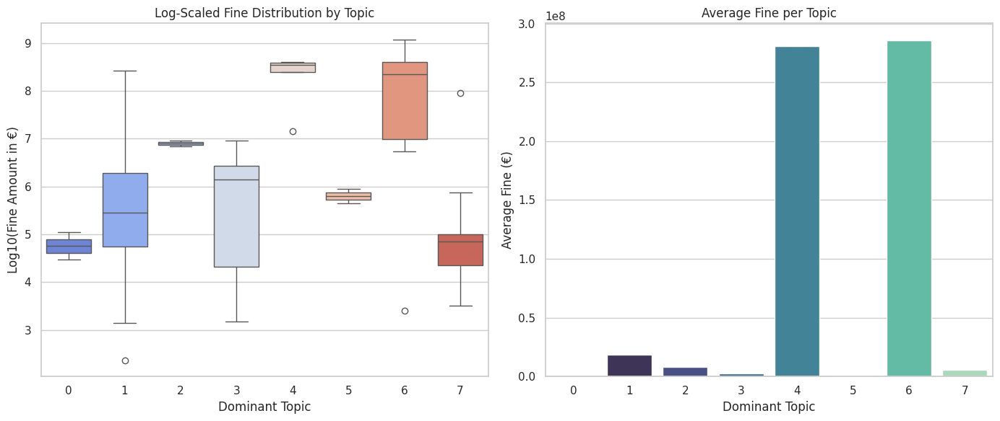 Log-Scaled Fine Distribution by Topic
Log10(Fine Amount in €)
9
8
7
6
5
4
3
0 1 2 3 4 5 6 7
Dominant Topic
Average Fine per Topic
1e8
Average Fine (€)
3.0
2.5
2.0
1.5
1.0
0.5
0.0
0 1 2 3 4 5 6 7
Dominant Topic